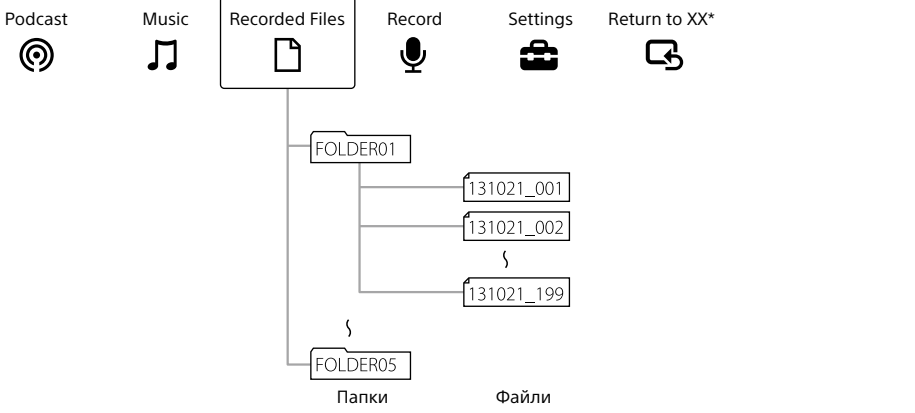 Podcast Music Recorded Files Record Settings Return to XX*
FOLDER01
131021_001
131021_002
131021_199
FOLDER05
Папки Файли